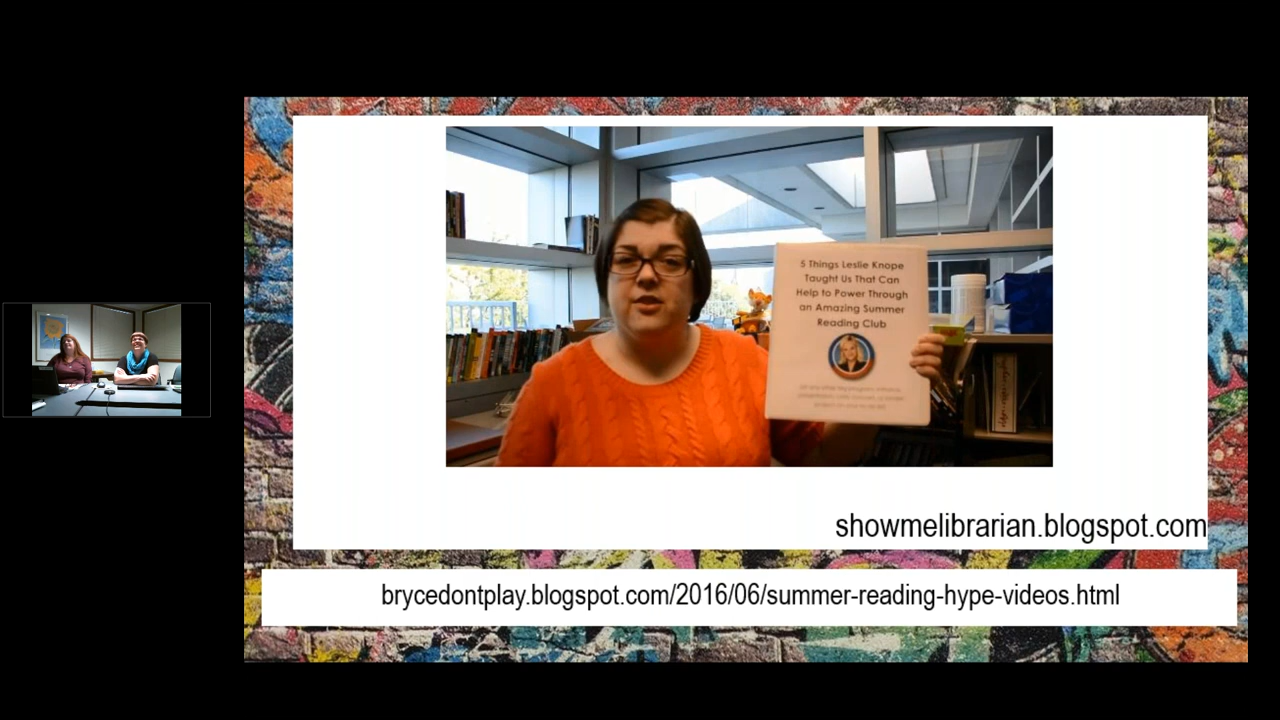 5 Things Leslie Knope
Taught Us That Can
Help to Power Through
an Amazing Summer
Reading Club
showmelibrarian.blogspot.com
brycedontplay.blogspot.com/2016/06/summer-reading-hype-videos.html